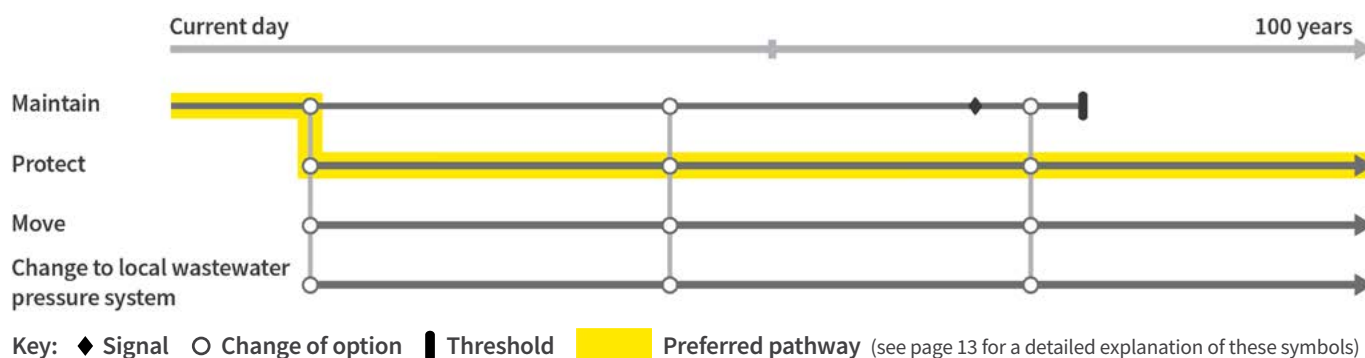 Current day 100 years
Maintain
Protect
Move
Change to local wastewater
pressure system
Key: Signal Change of option Threshold Preferred pathway (see page 13 for a detailed explanation of these symbols)